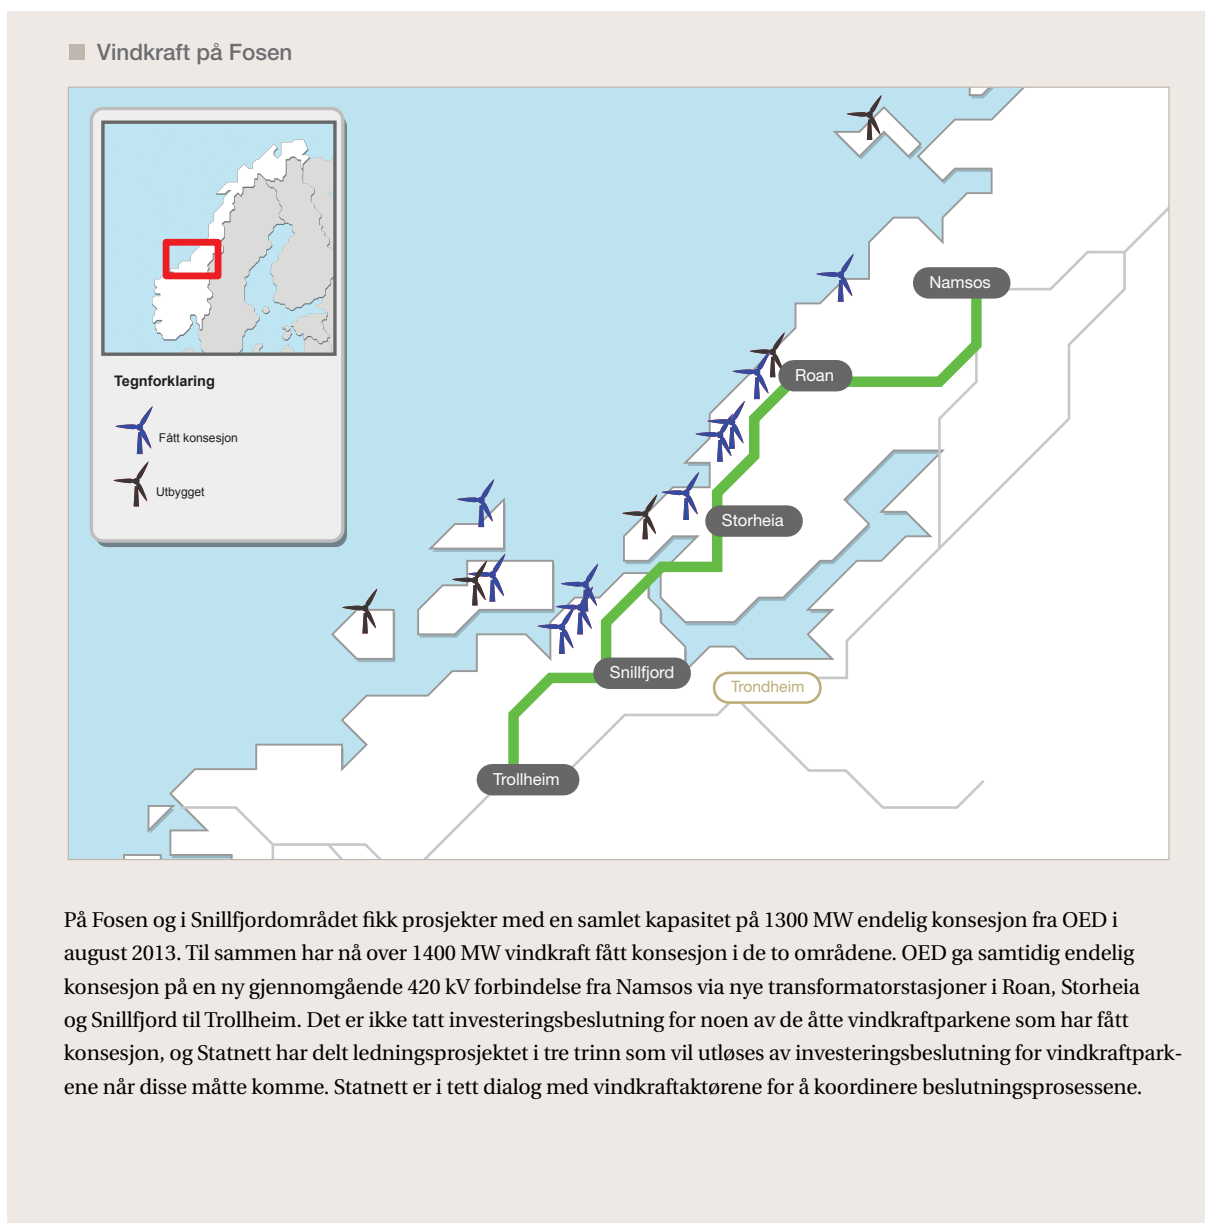 Vindkraft på Fosen
Tegnforklaring
Fått konsesjon
Utbygget
Namsos
Roan
Storheia
Snillfjord
Trondheim
Trollheim
På Fosen og i Snillfjordområdet fikk prosjekter med en samlet kapasitet på 1300 MW endelig konsesjon fra OED i
august 2013. Til sammen har nå over 1400 MW vindkraft fått konsesjon i de to områdene. OED ga samtidig endelig
konsesjon på en ny gjennomgående 420 kV forbindelse fra Namsos via nye transformatorstasjoner i Roan, Storheia
og Snillfjord til Trollheim. Det er ikke tatt investeringsbeslutning for noen av de åtte vindkraftparkene som har fått
konsesjon, og Statnett har delt ledningsprosjektet i tre trinn som vil utløses av investeringsbeslutning for vindkraftpark-
ene når disse måtte komme. Statnett er i tett dialog med vindkraftaktørene for å koordinere beslutningsprosessene.